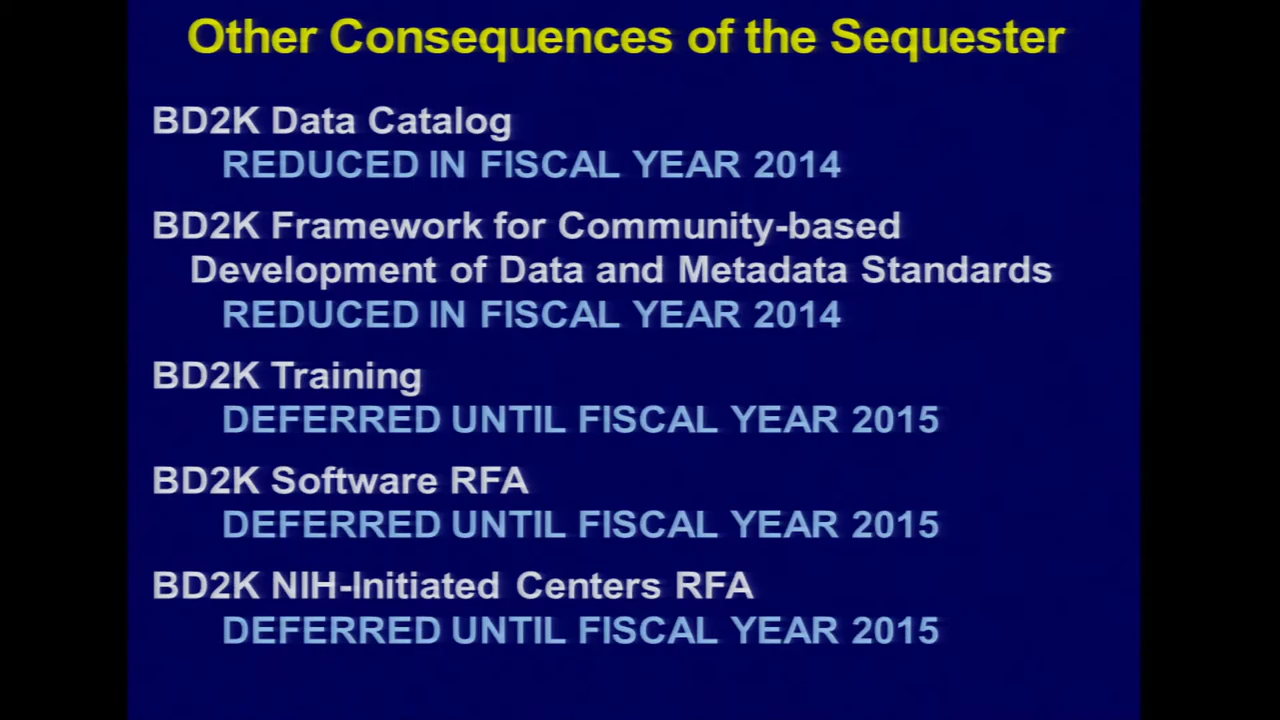 Other Consequences of the Sequester
BD2K Data Catalog
REDUCED IN FISCAL YEAR 2014
BD2K Framework for Community-based
Development of Data and Metadata Standards
REDUCED IN FISCAL YEAR 2014
BD2K Training
DEFERRED UNTIL FISCAL YEAR 2015
BD2K Software RFA
DEFERRED UNTIL FISCAL YEAR 2015
BD2K NIH-Initiated Centers RFA
DEFERRED UNTIL FISCAL YEAR 2015